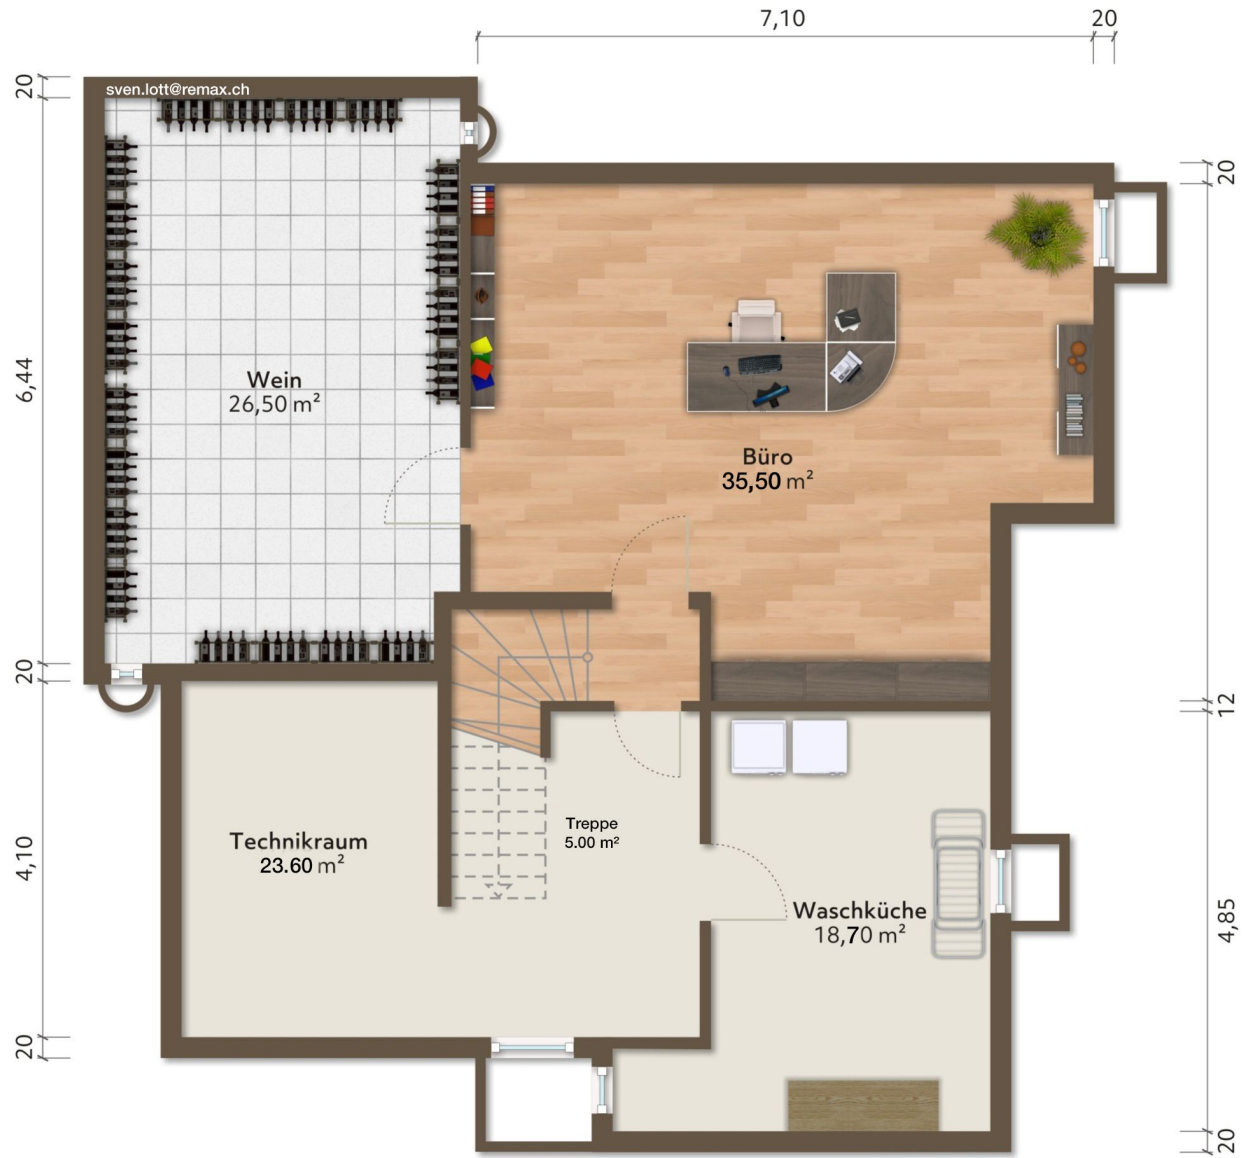 7,10
20
20
sven.lott@remax.ch
20
6,44
Wein
26,50 m²
Büro
35,50 m²
20
12
Treppe
5.00 m²
Technikraum
23.60 m²
4,10
Waschküche
18,70 m²
4,85
20
20